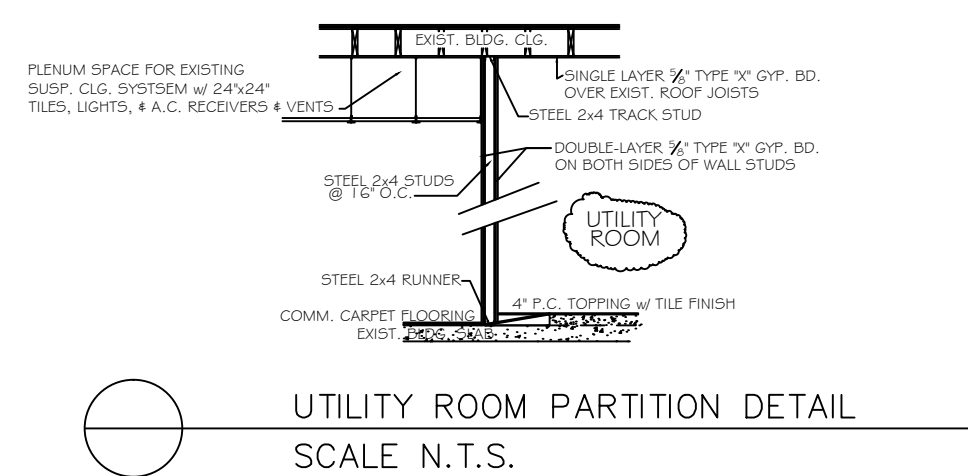 EXIST. BLDG. CLG.
PLENUM SPACE FOR EXISTING
SUSP. CLG. SYSTSEM w/ 24"x24"
TILES, LIGHTS, & A.C. RECEIVERS & VENTS
SINGLE LAYER 5/8" TYPE "X" GYP. BD.
OVER EXIST. ROOF JOISTS
STEEL 2x4 TRACK STUD
DOUBLE-LAYER 5/8" TYPE "X" GYP. BD.
ON BOTH SIDES OF WALL STUDS
STEEL 2x4 STUDS
@ 16" O.C.
UTILITY
ROOM
STEEL 2x4 RUNNER
4" P.C. TOPPING w/ TILE FINISH
COMM. CARPET FLOORING
EXIST. BLDG. SLAB
UTILITY ROOM PARTITION DETAIL
SCALE N.T.S.